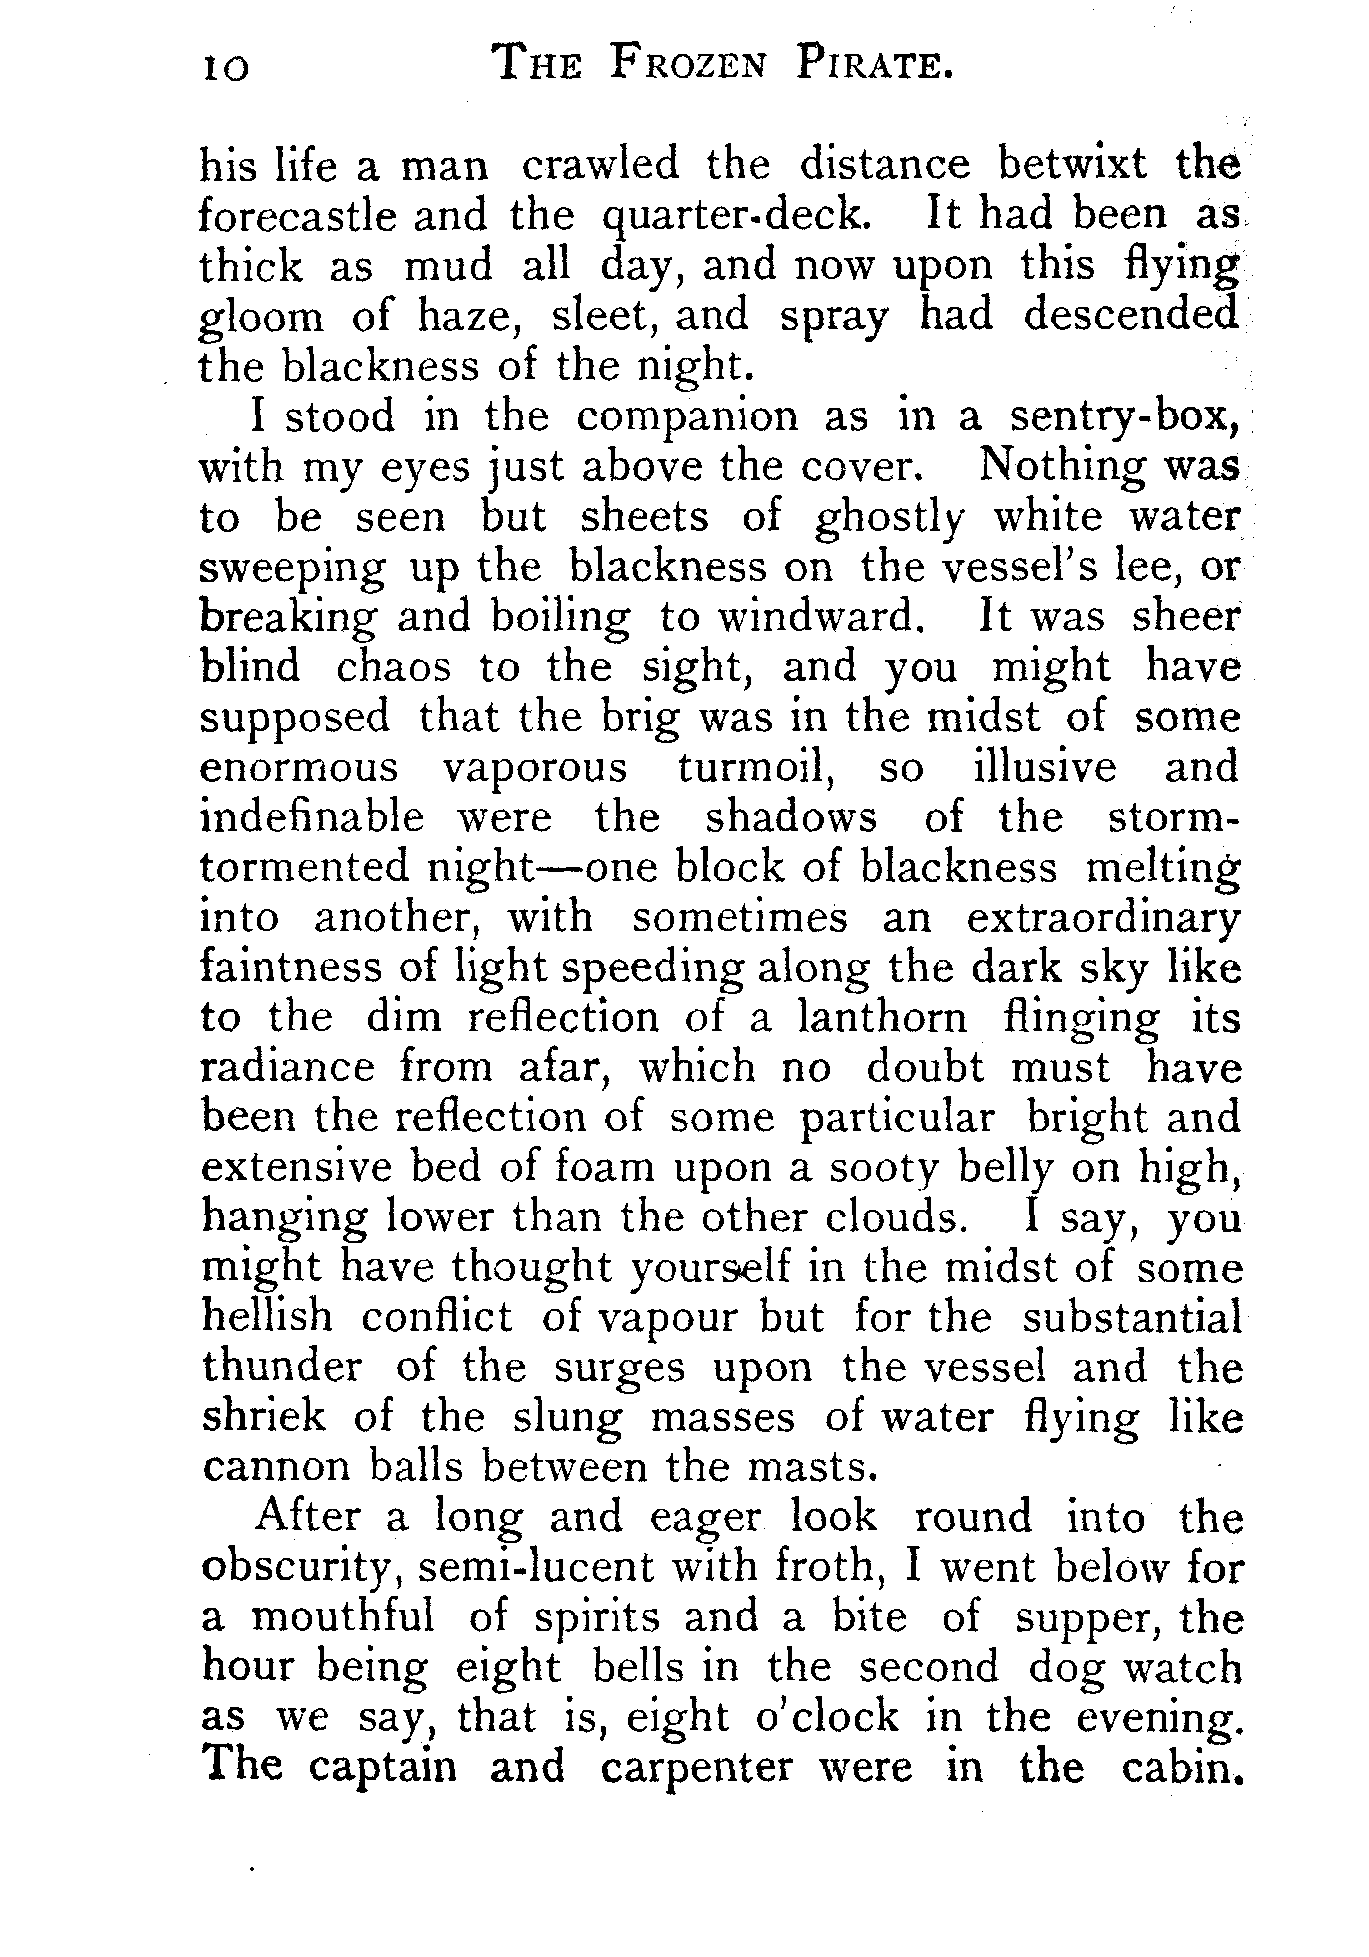 10 THE FROZEN PIRATE.
his life a man crawled the distance betwixt the
forecastle and the quarter-deck. It had been as
thick as mud all day, and now upon this flying
gloom of haze, sleet, and spray had descended
the blackness of the night.
I stood in the companion as in a sentry-box,
with my eyes just above the cover. Nothing was
to be seen but sheets of ghostly white water
sweeping up the blackness on the vessel's lee, or
breaking and boiling to windward. It was sheer
blind chaos to the sight, and you might have
supposed that the brig was in the midst of some
enormous vaporous turmoil, so illusive and
indefinable were the shadows of the storm-
tormented night—one block of blackness melting
into another, with sometimes an extraordinary
faintness of light speeding along the dark sky like
to the dim reflection of a lanthorn flinging its
radiance from afar, which no doubt must have
been the reflection of some particular bright and
extensive bed of foam upon a sooty belly on high,
hanging lower than the other clouds. I say, you
might have thought yourself in the midst of some
hellish conflict of vapour but for the substantial
thunder of the surges upon the vessel and the
shriek of the slung masses of water flying like
cannon balls between the masts.
After a long and eager look round into the
obscurity, semi-lucent with froth, I went below for
a mouthful of spirits and a bite of supper, the
hour being eight bells in the second dog watch
as we say, that is, eight o'clock in the evening.
The captain and carpenter were in the cabin.